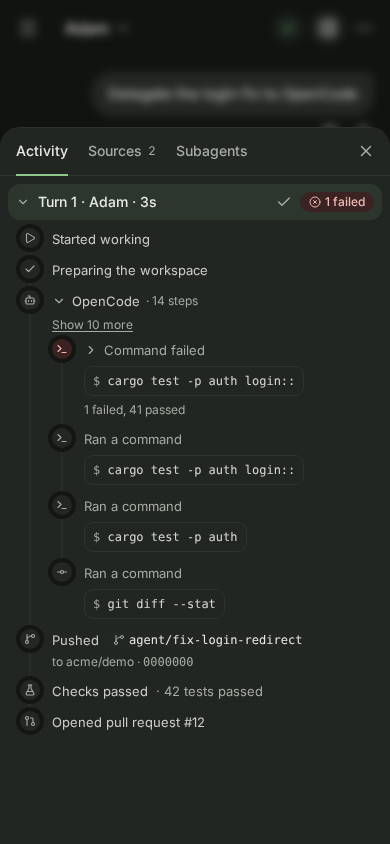 Adam
Delegate the login fix to OpenCode
Activity
Sources 2
Subagents
Turn 1 · Adam · 3s
1 failed
Started working
Preparing the workspace
OpenCode · 14 steps
Show 10 more
Command failed
$ cargo test -p auth login::
1 failed, 41 passed
Ran a command
$ cargo test -p auth login::
Ran a command
$ cargo test -p auth
Ran a command
$ git diff --stat
Pushed agent/fix-login-redirect
to acme/demo · 0000000
Checks passed · 42 tests passed
Opened pull request #12